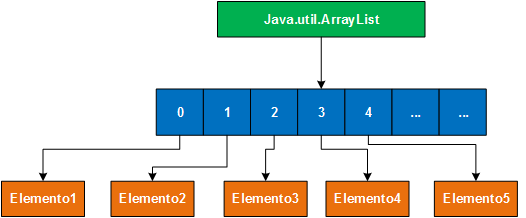 Java.util.ArrayList
0 1 2 3 4 ... ...
Elemento1 Elemento2 Elemento3 Elemento4 Elemento5